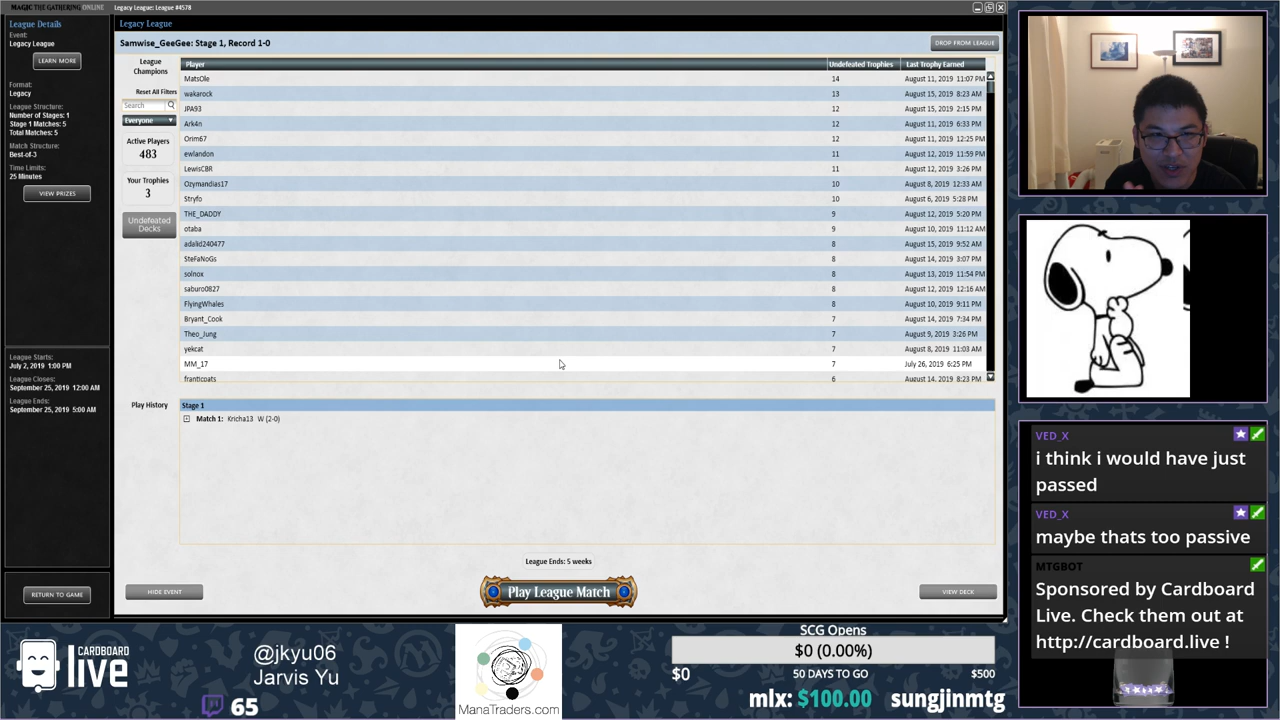 MAGIC THE GATHERING ONLINE
Legacy League: League #4578
League Details
Event:
Legacy League
LEARN MORE
Format:
Legacy
League Structure:
Number of Stages: 1
Stage 1 Matches: 5
Total Matches: 5
Match Structure:
Best-of-3
Time Limits:
25 Minutes
VIEW PRIZES
League Starts:
July 2, 2019 1:00 PM
League Closes:
September 25, 2019 12:00 AM
League Ends:
September 25, 2019 5:00 AM
RETURN TO GAME
Legacy League
Samwise_GeeGee: Stage 1, Record 1-0
DROP FROM LEAGUE
League
Champions
Reset All Filters
Search
Everyone
Active Players
483
Your Trophies
3
Undefeated
Decks
Player Undefeated Trophies Last Trophy Earned
MatsOle 14 August 11, 2019 11:07 PM
wakarock 13 August 15, 2019 8:23 AM
JPA93 12 August 15, 2019 2:15 PM
Ark4n 12 August 11, 2019 6:33 PM
Orim67 12 August 11, 2019 12:25 PM
ewlandon 11 August 12, 2019 11:59 PM
LewisCBR 11 August 12, 2019 3:26 PM
Ozymandias17 10 August 8, 2019 12:33 AM
Stryfo 10 August 6, 2019 5:28 PM
THE_DADDY 9 August 12, 2019 5:20 PM
otaba 9 August 10, 2019 11:12 AM
adalid240477 8 August 15, 2019 9:52 AM
SteFaNoGs 8 August 14, 2019 3:07 PM
solnox 8 August 13, 2019 11:54 PM
saburo0827 8 August 12, 2019 12:16 AM
FlyingWhales 8 August 10, 2019 9:11 PM
Bryant_Cook 7 August 14, 2019 7:34 PM
Theo_Jung 7 August 9, 2019 3:26 PM
yekcat 7 August 8, 2019 11:03 AM
MM_17 7 July 26, 2019 6:25 PM
franticoats 6 August 14, 2019 8:23 PM
Play History
Stage 1
Match 1: Kricha13 W (2-0)
League Ends: 5 weeks
HIDE EVENT
Play League Match
VIEW DECK
VED_X
i think i would have just
passed
VED_X
maybe thats too passive
MTGBOT
Sponsored by Cardboard
Live. Check them out at
http://cardboard.live !
CARDBOARD
live
@jkyu06
Jarvis Yu
65
ManaTraders.com
SCG Opens
$0 (0.00%)
$0 50 DAYS TO GO $500
mlx: $100.00 sungjinmtg